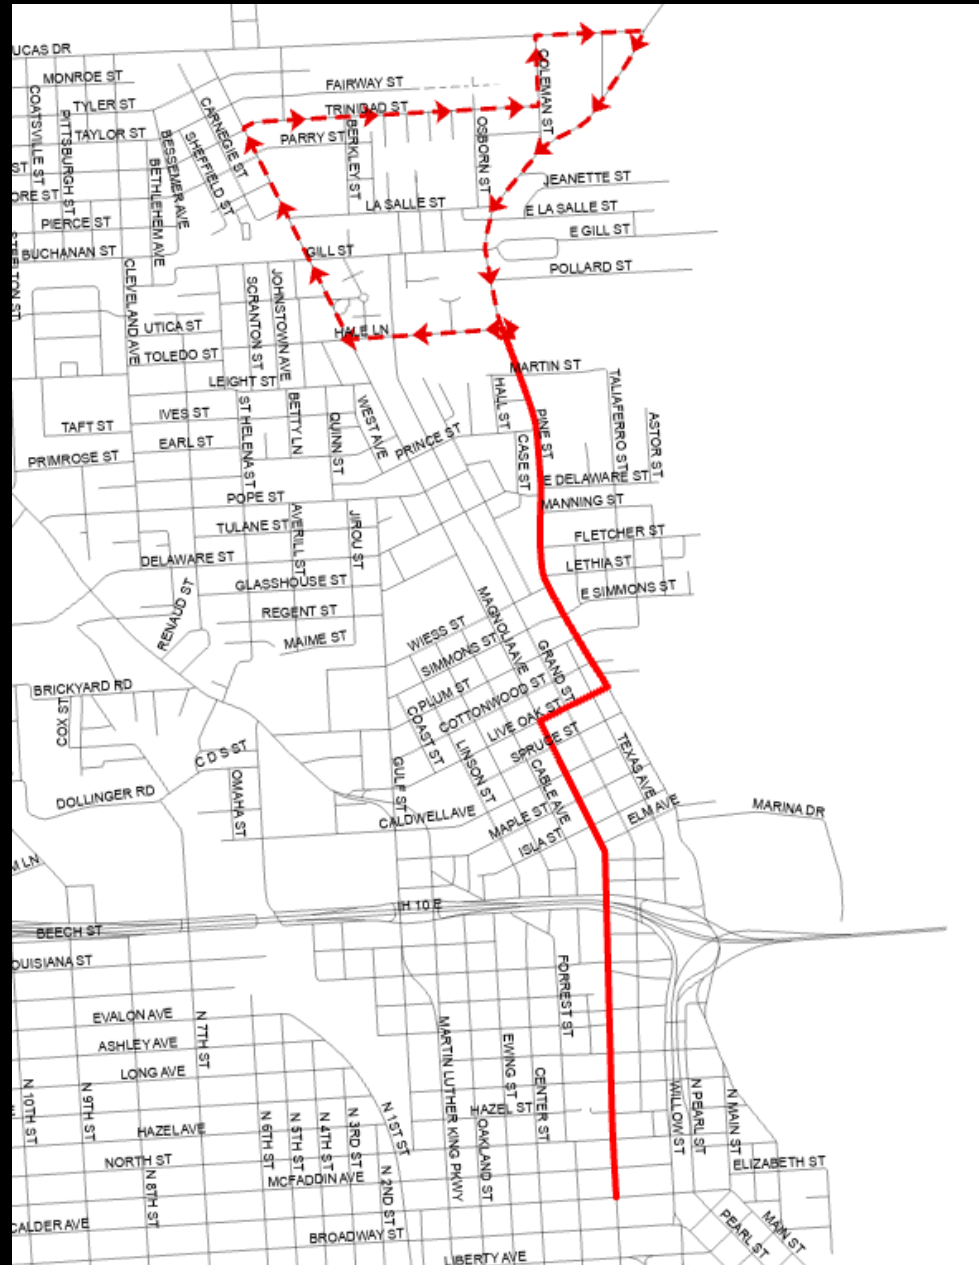 UCAS DR
MONROE ST
COATSVILLE ST
PITTSBURGH ST
TYLER ST
TAYLOR ST
CARNEGIE ST
SHEFFIELD ST
BESSEMER AVE
BETHLEHEM AVE
FAIRWAY ST
TRINIDAD ST
PARRY ST
BERKLEY ST
COLEMAN ST
OSBORN ST
JEANETTE ST
ST
ORE ST
PIERCE ST
BUCHANAN ST
LA SALLE ST
E LA SALLE ST
E GILL ST
GILL ST
POLLARD ST
CLEVELAND AVE
SCRANTON ST
JOHNSTOWN AVE
UTICA ST
TOLEDO ST
HALE LN
LEIGHT ST
MARTIN ST
HALL ST
PINE ST
TALIAFERRO ST
ASTOR ST
TAFT ST
IVES ST
EARL ST
ST HELENA ST
BETTY LN
QUINN ST
WEST AVE
PRINCE ST
CASE ST
PRIMROSE ST
E DELAWARE ST
MANNING ST
POPE ST
TULANE ST
AVERILL ST
JIROU ST
FLETCHER ST
DELAWARE ST
LETHIA ST
GLASSHOUSE ST
E SIMMONS ST
RENAUD ST
REGENT ST
MAIME ST
WIESS ST
MAGNOLIA AVE
SIMMONS ST
GRAND ST
BRICKYARD RD
COX ST
PLUM ST
COTTONWOOD ST
COAST ST
LIVE OAK ST
SPRUCE ST
LINSON ST
C D S ST
OMAHA ST
GULF ST
CABLE AVE
TEXAS AVE
DOLLINGER RD
CALDWELL AVE
MAPLE ST
ELM AVE
MARINA DR
ISLA ST
M LN
IH 10 E
BEECH ST
OUISIANA ST
FORREST ST
EVALON AVE
N 7TH ST
ASHLEY AVE
LONG AVE
MARTIN LUTHER KING PKWY
EWING ST
CENTER ST
N 10TH ST
N 9TH ST
HAZEL AVE
N 6TH ST
N 5TH ST
N 4TH ST
N 3RD ST
N 1ST ST
HAZEL ST
OAKLAND ST
WILLOW ST
N PEARL ST
N MAIN ST
NORTH ST
N 8TH ST
MCFADDIN AVE
N 2ND ST
ELIZABETH ST
CALDER AVE
BROADWAY ST
LIBERTY AVE
PEARL ST
MAIN ST